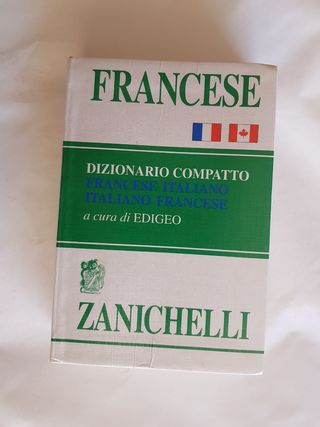 FRANCESE
DIZIONARIO COMPATTO
FRANCESE ITALIANO
ITALIANO FRANCESE
a cura di EDIGEO
ZANICHELLI